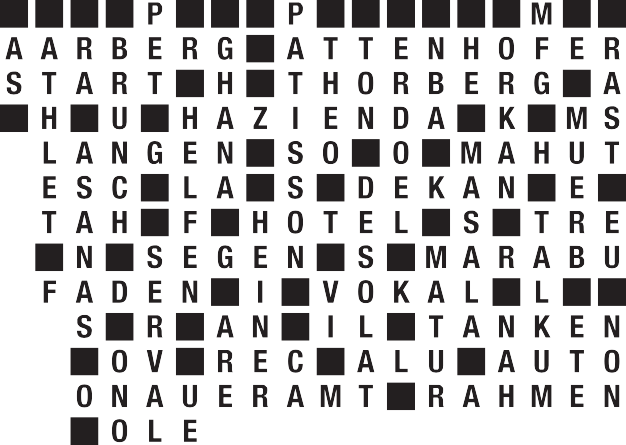 P P M
AARBERG ATTENHOFER
START H THORBERG A
H U HAZIENDA K MS
LANGEN SO O MAHUT
ESC LA S DEKAN E
TAH F HOTEL S TRE
N SEGEN S MARABU
FADEN I VOKAL L
S R AN IL TANKEN
OV REC ALU AUTO
ONAUERAMT RAHMEN
OLE